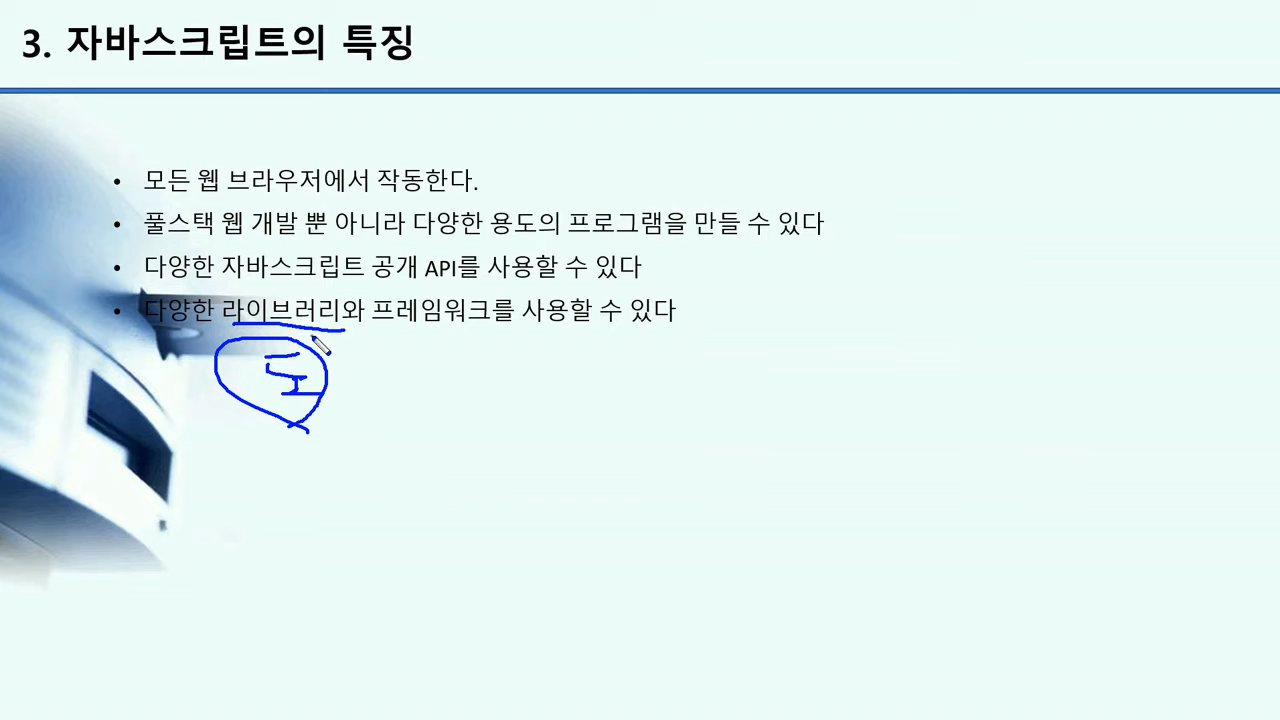 3. 자바스크립트의 특징
• 모든 웹 브라우저에서 작동한다.
• 풀스택 웹 개발 뿐 아니라 다양한 용도의 프로그램을 만들 수 있다
• 다양한 자바스크립트 공개 API를 사용할 수 있다
• 다양한 라이브러리와 프레임워크를 사용할 수 있다
도